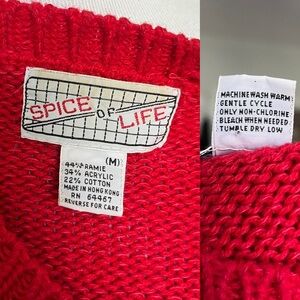 SPICE OF LIFE
(M)
44% RAMIE
34% ACRYLIC
22% COTTON
MADE IN HONG KONG
RN 64467
REVERSE FOR CARE
MACHINE WASH WARM
GENTLE CYCLE
ONLY NON-CHLORINE
BLEACH WHEN NEEDED
TUMBLE DRY LOW